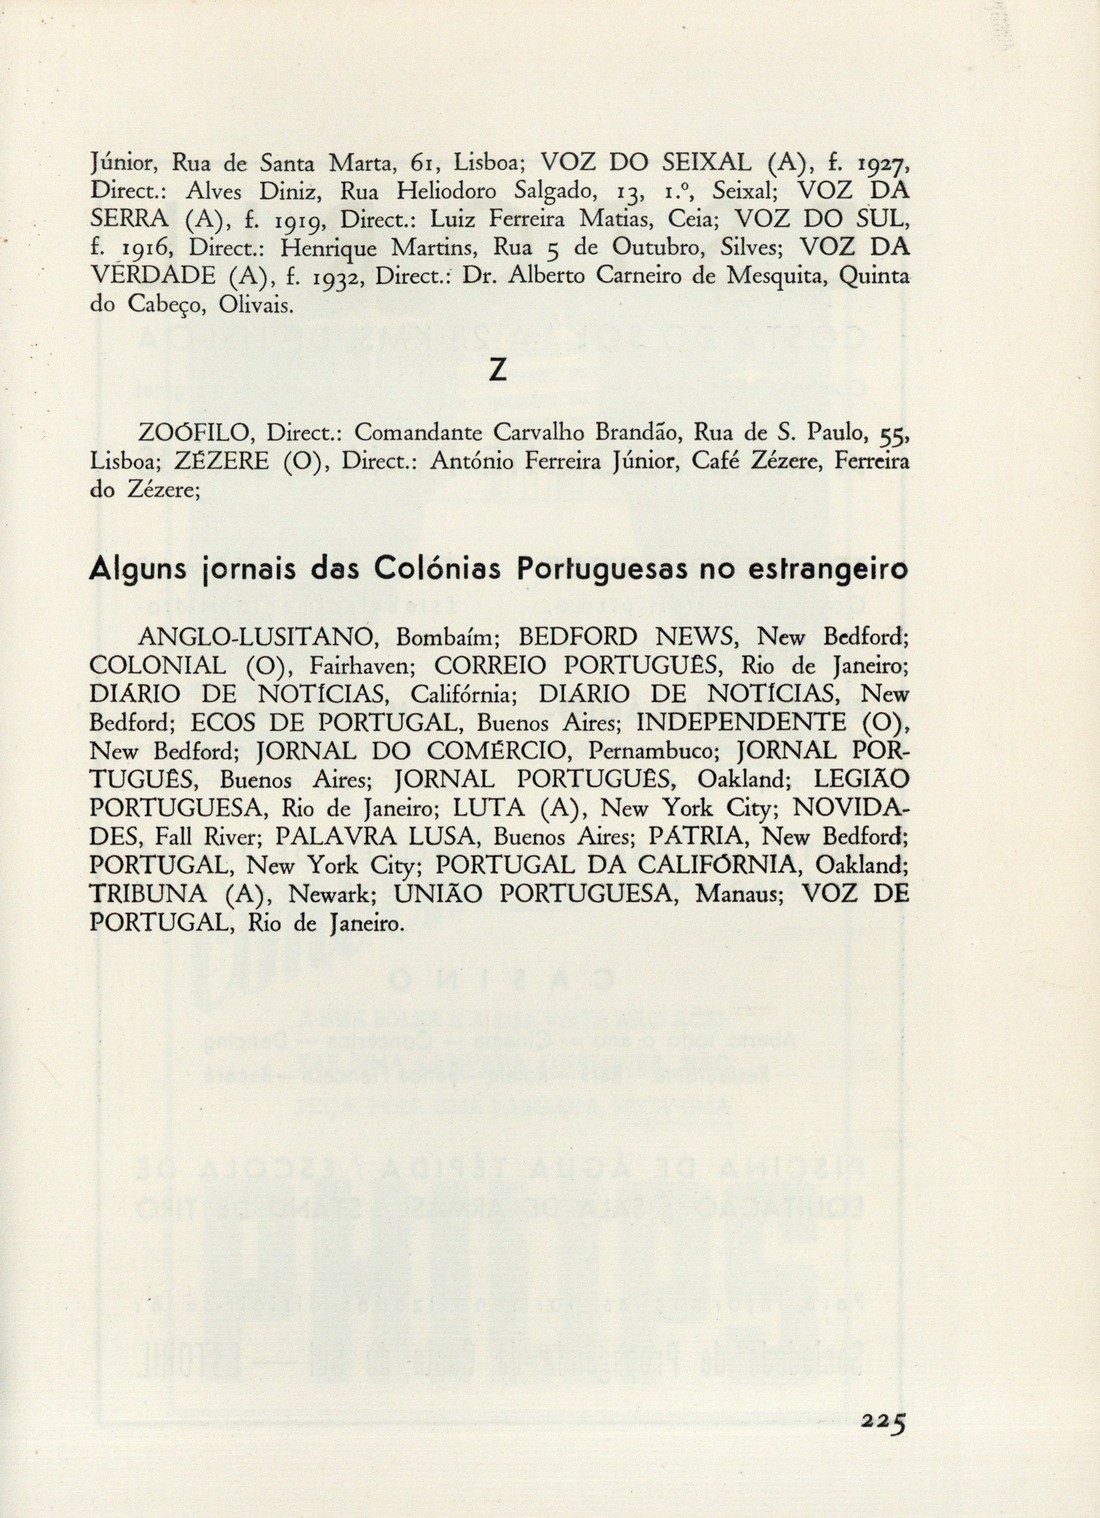 Júnior, Rua de Santa Marta, 61, Lisboa; VOZ DO SEIXAL (A), f. 1927,
Direct.: Alves Diniz, Rua Heliodoro Salgado, 13, 1.º, Seixal; VOZ DA
SERRA (A), f. 1919, Direct.: Luiz Ferreira Matias, Ceia; VOZ DO SUL,
f. 1916, Direct.: Henrique Martins, Rua 5 de Outubro, Silves; VOZ DA
VERDADE (A), f. 1932, Direct.: Dr. Alberto Carneiro de Mesquita, Quinta
do Cabeço, Olivais.
Z
ZOÓFILO, Direct.: Comandante Carvalho Brandão, Rua de S. Paulo, 55,
Lisboa; ZÉZERE (O), Direct.: António Ferreira Júnior, Café Zézere, Ferreira
do Zézere;
Alguns jornais das Colónias Portuguesas no estrangeiro
ANGLO-LUSITANO, Bombaím; BEDFORD NEWS, New Bedford;
COLONIAL (O), Fairhaven; CORREIO PORTUGUÊS, Rio de Janeiro;
DIÁRIO DE NOTÍCIAS, Califórnia; DIÁRIO DE NOTÍCIAS, New
Bedford; ECOS DE PORTUGAL, Buenos Aires; INDEPENDENTE (O),
New Bedford; JORNAL DO COMÉRCIO, Pernambuco; JORNAL POR-
TUGUÊS, Buenos Aires; JORNAL PORTUGUÊS, Oakland; LEGIÃO
PORTUGUESA, Rio de Janeiro; LUTA (A), New York City; NOVIDA-
DES, Fall River; PALAVRA LUSA, Buenos Aires; PÁTRIA, New Bedford;
PORTUGAL, New York City; PORTUGAL DA CALIFÓRNIA, Oakland;
TRIBUNA (A), Newark; UNIÃO PORTUGUESA, Manaus; VOZ DE
PORTUGAL, Rio de Janeiro.
225